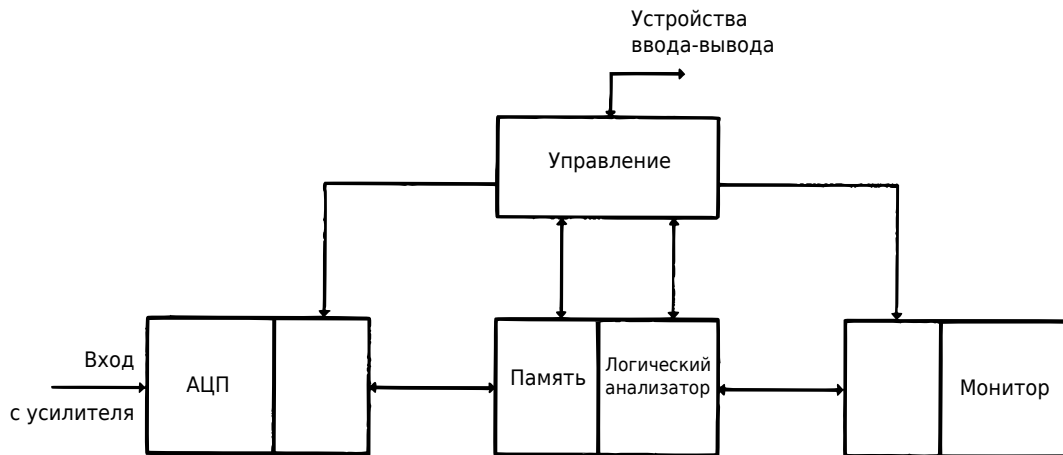 Устройства
ввода-вывода
Управление
Вход
с усилителя
АЦП
Память
Логический
анализатор
Монитор